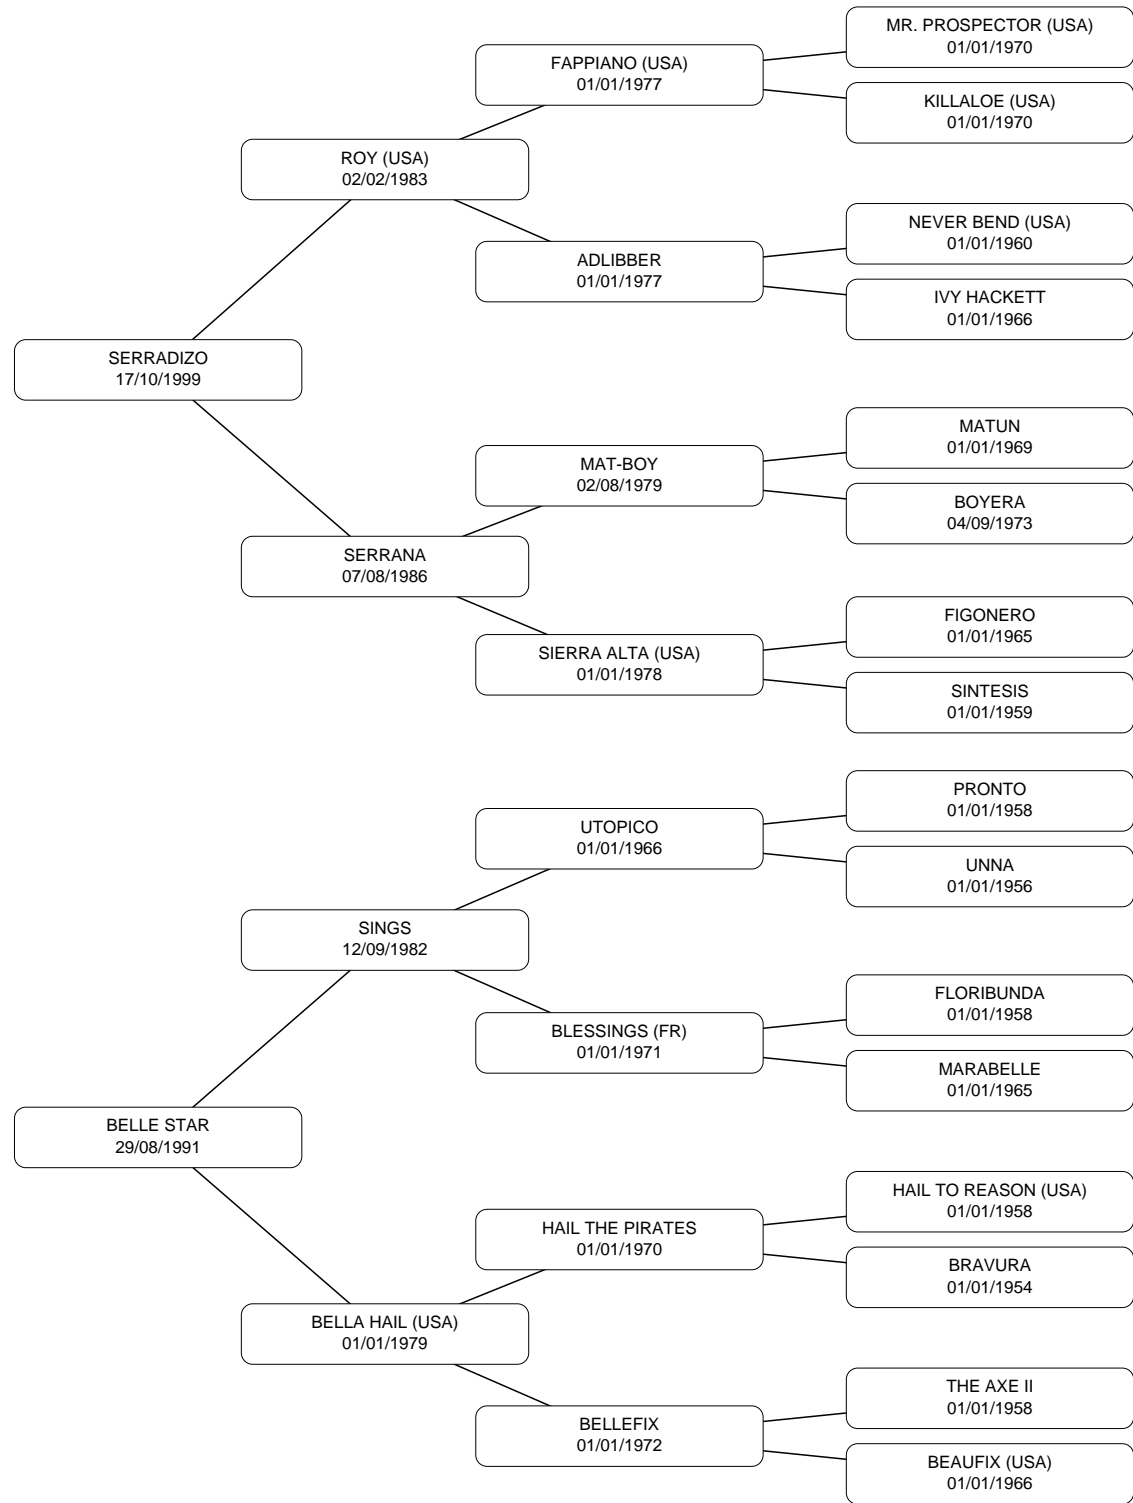 MR. PROSPECTOR (USA)
01/01/1970
FAPPIANO (USA)
01/01/1977
KILLALOE (USA)
01/01/1970
ROY (USA)
02/02/1983
NEVER BEND (USA)
01/01/1960
ADLIBBER
01/01/1977
IVY HACKETT
01/01/1966
SERRADIZO
17/10/1999
MATUN
01/01/1969
MAT-BOY
02/08/1979
BOYERA
04/09/1973
SERRANA
07/08/1986
FIGONERO
01/01/1965
SIERRA ALTA (USA)
01/01/1978
SINTESIS
01/01/1959
PRONTO
01/01/1958
UTOPICO
01/01/1966
UNNA
01/01/1956
SINGS
12/09/1982
FLORIBUNDA
01/01/1958
BLESSINGS (FR)
01/01/1971
MARABELLE
01/01/1965
BELLE STAR
29/08/1991
HAIL TO REASON (USA)
01/01/1958
HAIL THE PIRATES
01/01/1970
BRAVURA
01/01/1954
BELLA HAIL (USA)
01/01/1979
THE AXE II
01/01/1958
BELLEFIX
01/01/1972
BEAUFIX (USA)
01/01/1966